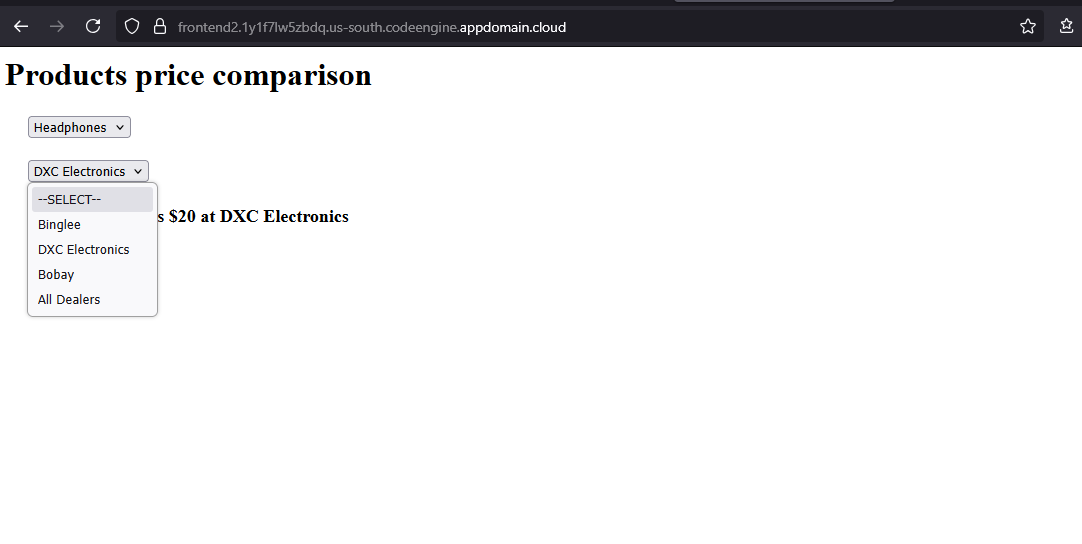 frontend2.1y1f7lw5zbdq.us-south.codeengine.appdomain.cloud
Products price comparison
Headphones
DXC Electronics
--SELECT--
s $20 at DXC Electronics
Binglee
DXC Electronics
Bobay
All Dealers